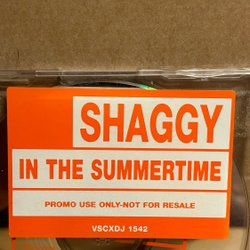 SHAGGY
IN THE SUMMERTIME
PROMO USE ONLY-NOT FOR RESALE
VSCXDJ 1542